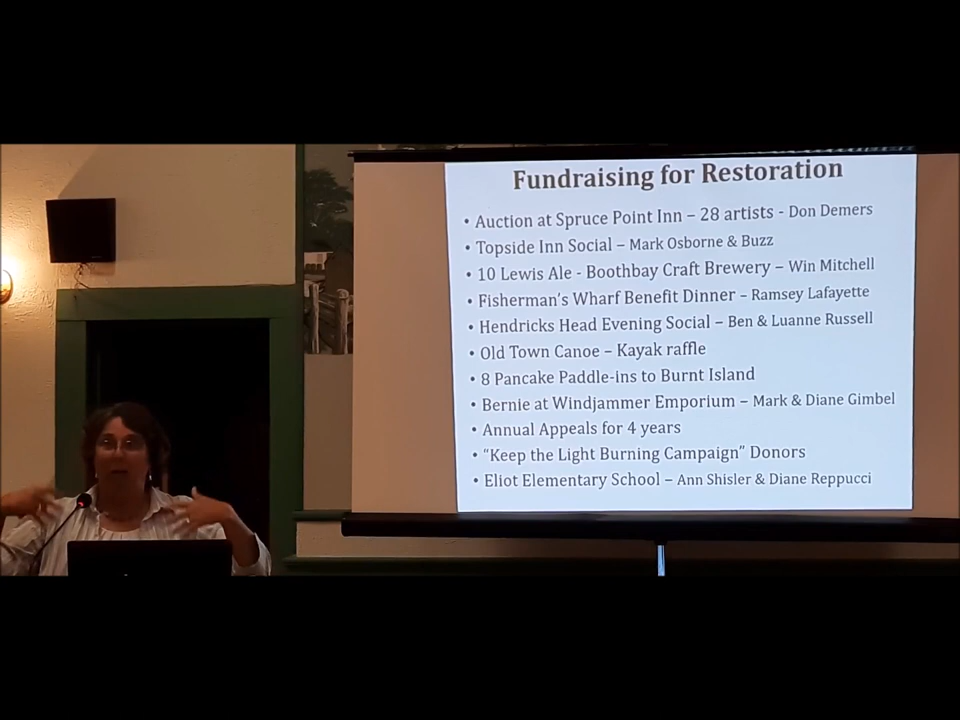 Fundraising for Restoration
• Auction at Spruce Point Inn – 28 artists - Don Demers
• Topside Inn Social – Mark Osborne & Buzz
• 10 Lewis Ale - Boothbay Craft Brewery – Win Mitchell
• Fisherman's Wharf Benefit Dinner – Ramsey Lafayette
• Hendricks Head Evening Social – Ben & Luanne Russell
• Old Town Canoe – Kayak raffle
• 8 Pancake Paddle-ins to Burnt Island
• Bernie at Windjammer Emporium – Mark & Diane Gimbel
• Annual Appeals for 4 years
• “Keep the Light Burning Campaign” Donors
• Eliot Elementary School – Ann Shisler & Diane Reppucci